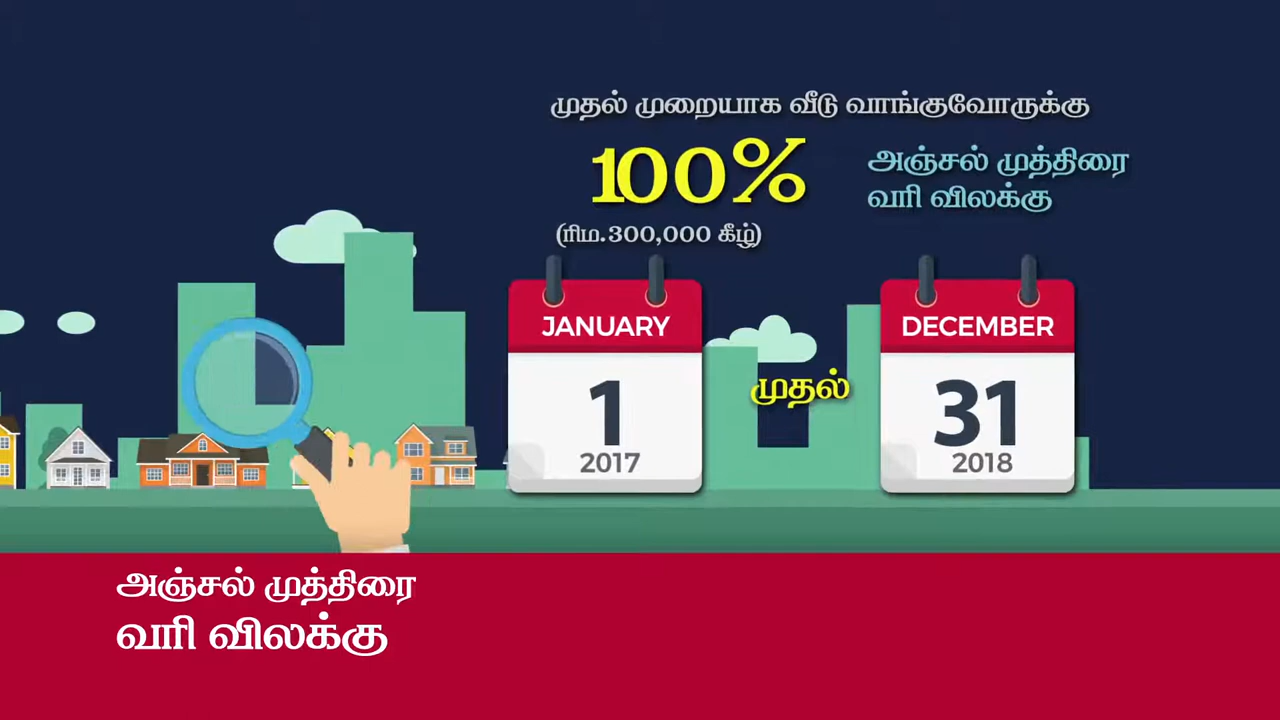 முதல் முறையாக வீடு வாங்குவோருக்கு
100%
அஞ்சல் முத்திரை
வரி விலக்கு
(ரிம.300,000 கீழ்)
JANUARY
1
2017
முதல்
DECEMBER
31
2018
அஞ்சல் முத்திரை
வரி விலக்கு